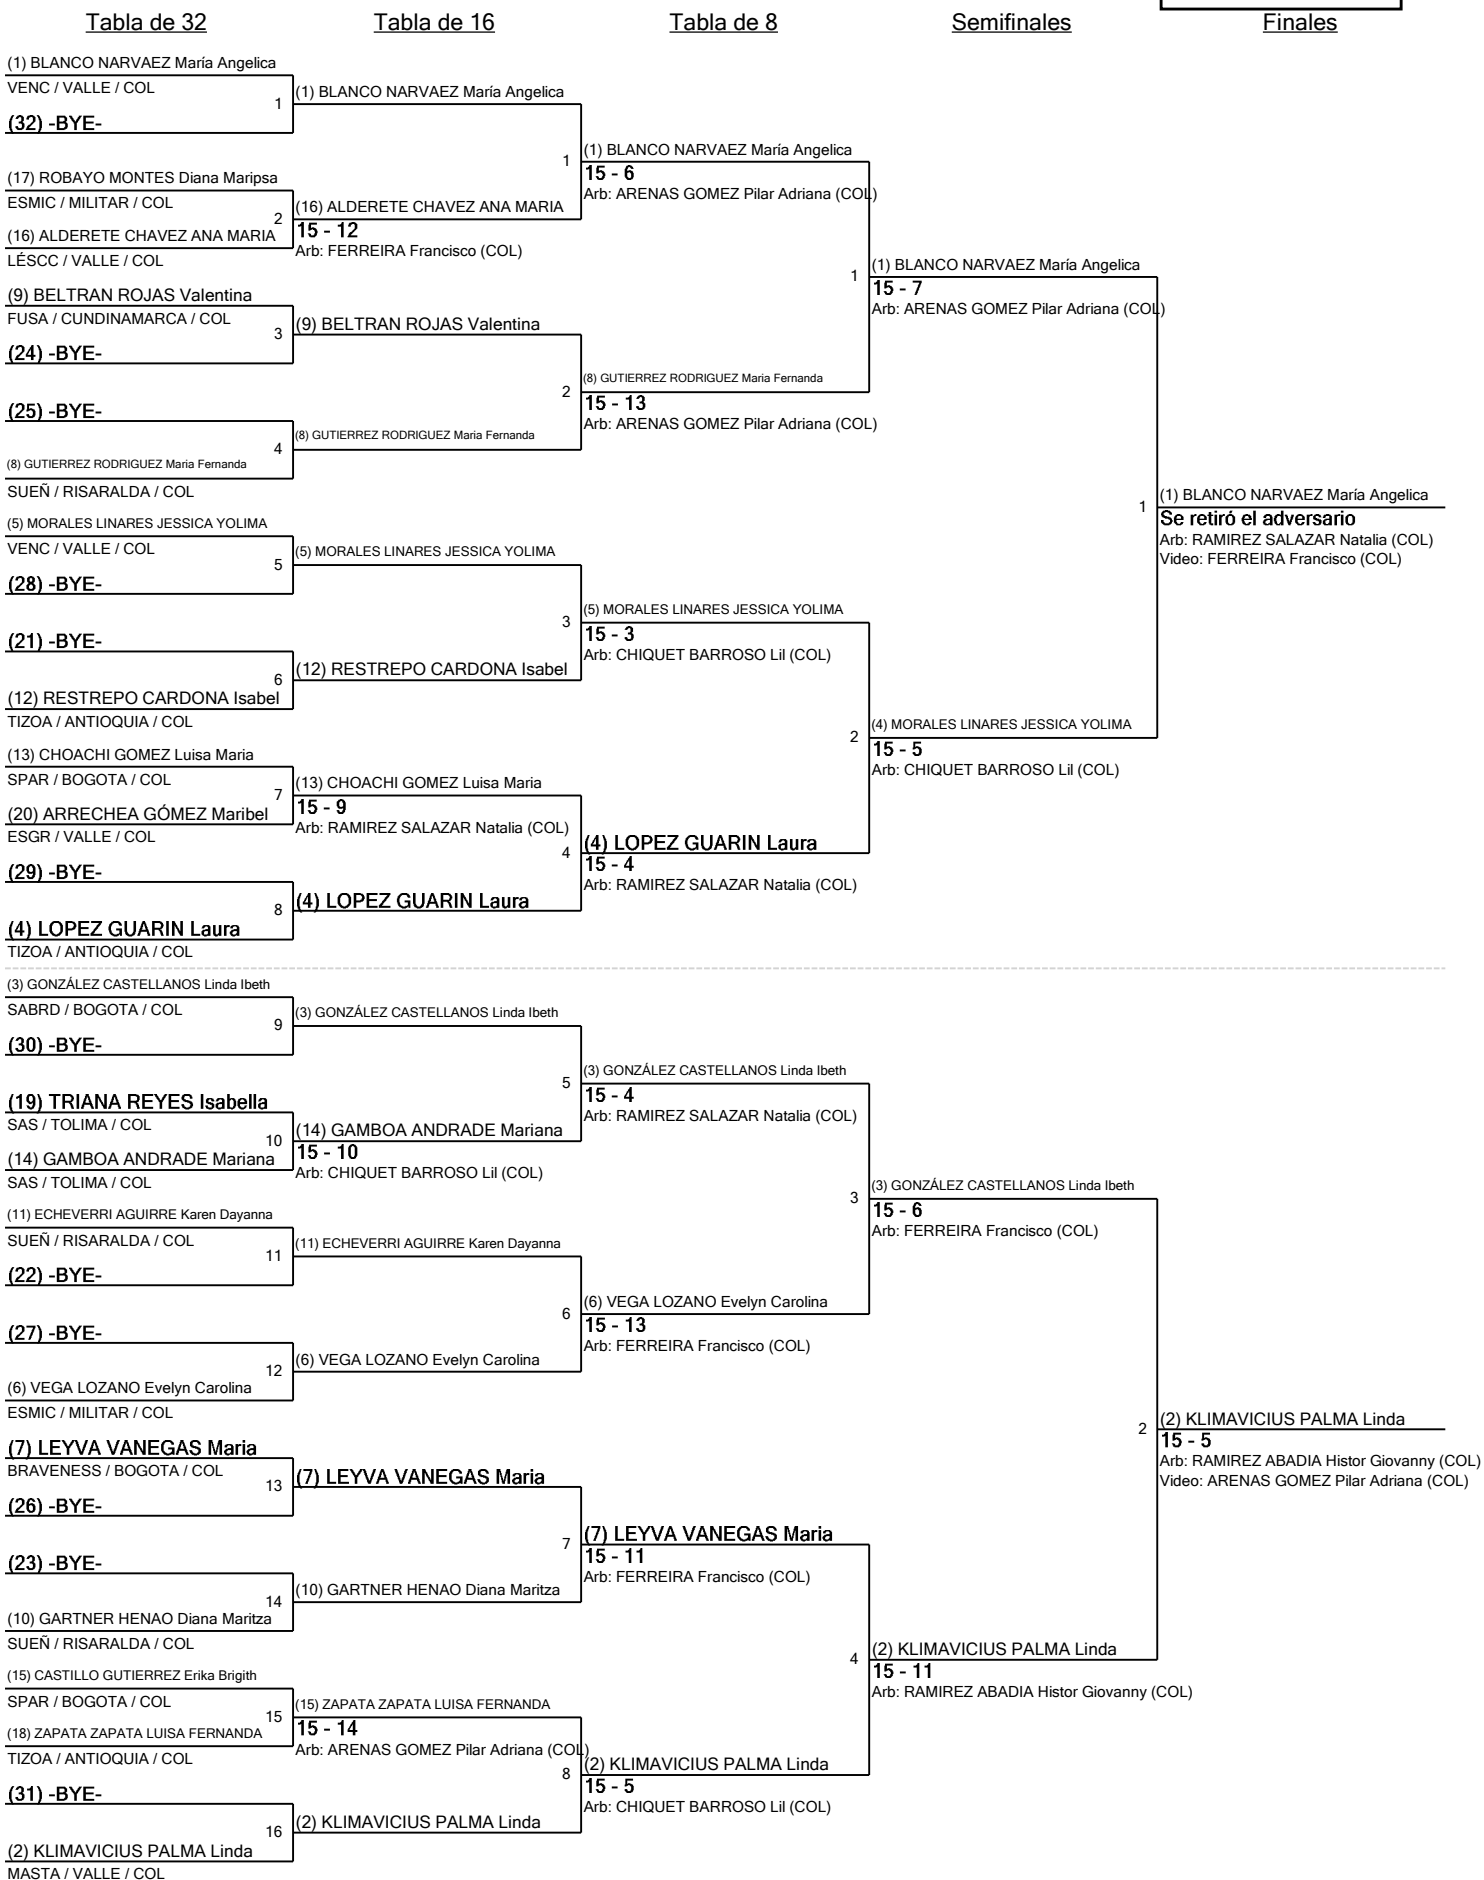 Tabla de 32
Tabla de 16
Tabla de 8
Semifinales
Finales
(1) BLANCO NARVAEZ María Angelica
VENC / VALLE / COL
1
(32) -BYE-
(17) ROBAYO MONTES Diana Maripsa
ESMIC / MILITAR / COL
2
(16) ALDERETE CHAVEZ ANA MARIA
LÉSCC / VALLE / COL
(9) BELTRAN ROJAS Valentina
FUSA / CUNDINAMARCA / COL
3
(24) -BYE-
(25) -BYE-
4
(8) GUTIERREZ RODRIGUEZ Maria Fernanda
SUEÑ / RISARALDA / COL
(5) MORALES LINARES JESSICA YOLIMA
VENC / VALLE / COL
5
(28) -BYE-
(21) -BYE-
6
(12) RESTREPO CARDONA Isabel
TIZOA / ANTIOQUIA / COL
(13) CHOACHI GOMEZ Luisa Maria
SPAR / BOGOTA / COL
7
(20) ARRECHEA GÓMEZ Maribel
ESGR / VALLE / COL
(29) -BYE-
8
(4) LOPEZ GUARIN Laura
TIZOA / ANTIOQUIA / COL
(3) GONZÁLEZ CASTELLANOS Linda Ibeth
SABRD / BOGOTA / COL
9
(30) -BYE-
(19) TRIANA REYES Isabella
SAS / TOLIMA / COL
10
(14) GAMBOA ANDRADE Mariana
SAS / TOLIMA / COL
(11) ECHEVERRI AGUIRRE Karen Dayanna
SUEÑ / RISARALDA / COL
11
(22) -BYE-
(27) -BYE-
12
(6) VEGA LOZANO Evelyn Carolina
ESMIC / MILITAR / COL
(7) LEYVA VANEGAS Maria
BRAVENESS / BOGOTA / COL
13
(26) -BYE-
(23) -BYE-
14
(10) GARTNER HENAO Diana Maritza
SUEÑ / RISARALDA / COL
(15) CASTILLO GUTIERREZ Erika Brigith
SPAR / BOGOTA / COL
15
(18) ZAPATA ZAPATA LUISA FERNANDA
TIZOA / ANTIOQUIA / COL
(31) -BYE-
16
(2) KLIMAVICIUS PALMA Linda
MASTA / VALLE / COL
(1) BLANCO NARVAEZ María Angelica
1
(16) ALDERETE CHAVEZ ANA MARIA
15 - 12
Arb: FERREIRA Francisco (COL)
(9) BELTRAN ROJAS Valentina
2
(8) GUTIERREZ RODRIGUEZ Maria Fernanda
(5) MORALES LINARES JESSICA YOLIMA
3
(12) RESTREPO CARDONA Isabel
(13) CHOACHI GOMEZ Luisa Maria
15 - 9
Arb: RAMIREZ SALAZAR Natalia (COL)
4
(4) LOPEZ GUARIN Laura
(3) GONZÁLEZ CASTELLANOS Linda Ibeth
5
(14) GAMBOA ANDRADE Mariana
15 - 10
Arb: CHIQUET BARROSO Lil (COL)
(11) ECHEVERRI AGUIRRE Karen Dayanna
6
(6) VEGA LOZANO Evelyn Carolina
(7) LEYVA VANEGAS Maria
7
(10) GARTNER HENAO Diana Maritza
(15) ZAPATA ZAPATA LUISA FERNANDA
15 - 14
Arb: ARENAS GOMEZ Pilar Adriana (COL)
8
(2) KLIMAVICIUS PALMA Linda
(1) BLANCO NARVAEZ María Angelica
15 - 6
Arb: ARENAS GOMEZ Pilar Adriana (COL)
1
(8) GUTIERREZ RODRIGUEZ Maria Fernanda
15 - 13
Arb: ARENAS GOMEZ Pilar Adriana (COL)
(5) MORALES LINARES JESSICA YOLIMA
15 - 3
Arb: CHIQUET BARROSO Lil (COL)
2
(4) LOPEZ GUARIN Laura
15 - 4
Arb: RAMIREZ SALAZAR Natalia (COL)
(3) GONZÁLEZ CASTELLANOS Linda Ibeth
15 - 4
Arb: RAMIREZ SALAZAR Natalia (COL)
3
(6) VEGA LOZANO Evelyn Carolina
15 - 13
Arb: FERREIRA Francisco (COL)
(7) LEYVA VANEGAS Maria
15 - 11
Arb: FERREIRA Francisco (COL)
4
(2) KLIMAVICIUS PALMA Linda
15 - 5
Arb: CHIQUET BARROSO Lil (COL)
(1) BLANCO NARVAEZ María Angelica
15 - 7
Arb: ARENAS GOMEZ Pilar Adriana (COL)
1
(4) MORALES LINARES JESSICA YOLIMA
15 - 5
Arb: CHIQUET BARROSO Lil (COL)
(3) GONZÁLEZ CASTELLANOS Linda Ibeth
15 - 6
Arb: FERREIRA Francisco (COL)
2
(2) KLIMAVICIUS PALMA Linda
15 - 11
Arb: RAMIREZ ABADIA Histor Giovanny (COL)
(1) BLANCO NARVAEZ María Angelica
Se retiró el adversario
Arb: RAMIREZ SALAZAR Natalia (COL)
Video: FERREIRA Francisco (COL)
(2) KLIMAVICIUS PALMA Linda
15 - 5
Arb: RAMIREZ ABADIA Histor Giovanny (COL)
Video: ARENAS GOMEZ Pilar Adriana (COL)